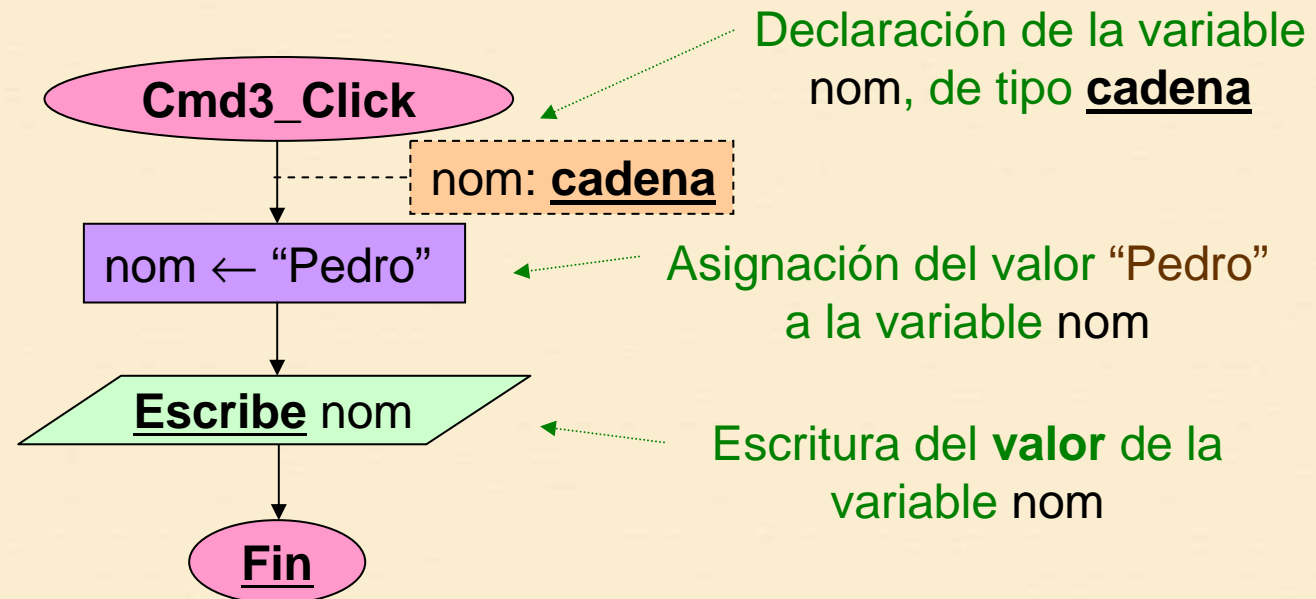 Declaración de la variable
nom, de tipo cadena
Cmd3_Click
nom: cadena
nom ← “Pedro”
Asignación del valor “Pedro”
a la variable nom
Escribe nom
Escritura del valor de la
variable nom
Fin